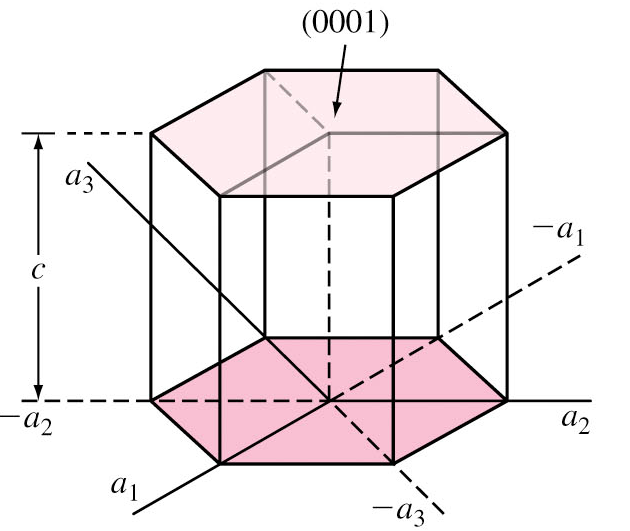 (0001)
a₃
−a₁
c
−a₂
a₂
a₁
−a₃